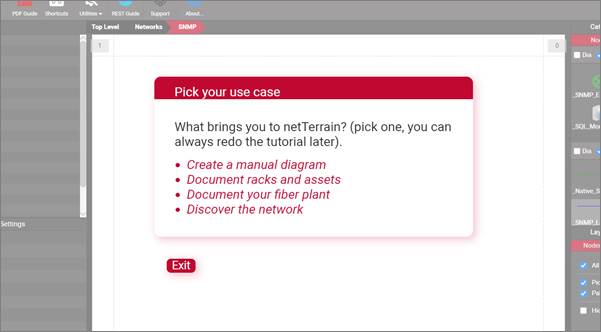 PDF Guide Shortcuts Utilities REST Guide Support About...
Top Level Networks SNMP
Cat
Noc
1
0
Dia
_SNMP_E
_SQL_Mo
Dia
_Native_S
_SNMP_E
Settings
Lay
Node
All
Pic
Pa
Hic
Pick your use case
What brings you to netTerrain? (pick one, you can
always redo the tutorial later).
• Create a manual diagram
• Document racks and assets
• Document your fiber plant
• Discover the network
Exit